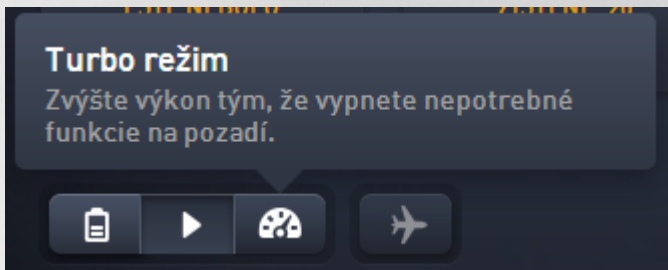 Turbo režim
Zvýšte výkon tým, že vypnete nepotrebné
funkcie na pozadí.